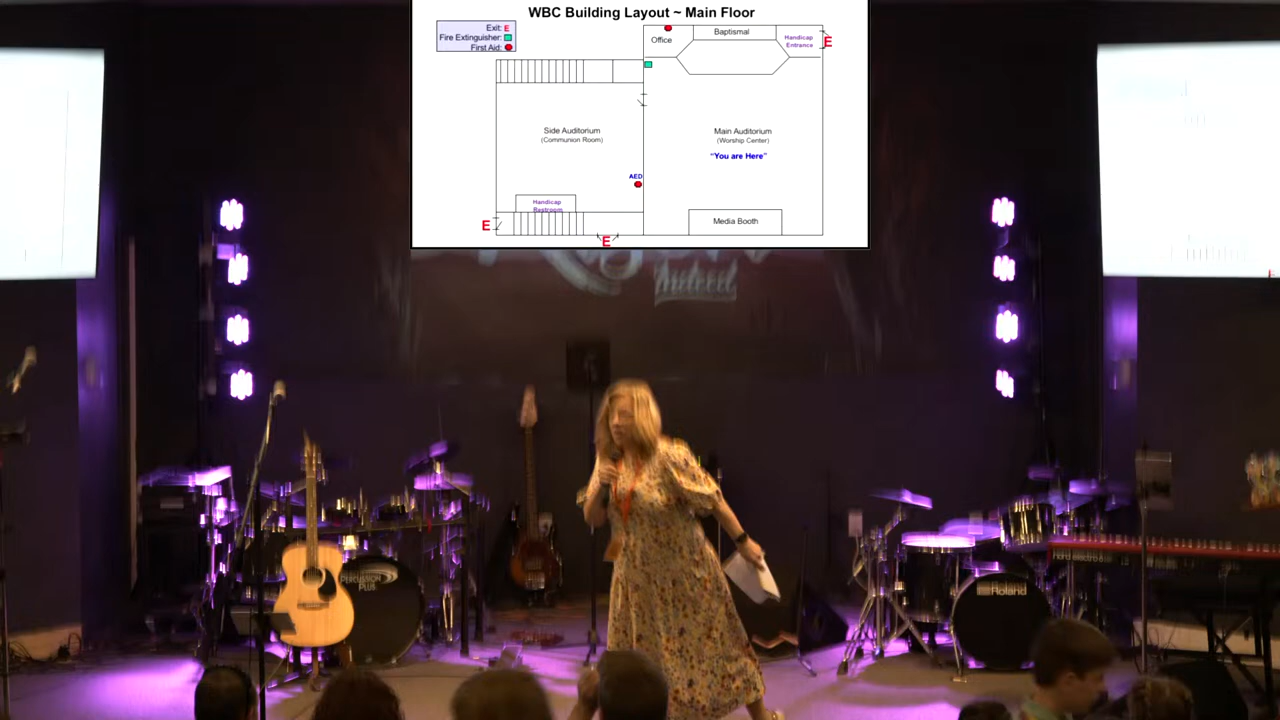 WBC Building Layout ~ Main Floor
Exit: E
Fire Extinguisher:
First Aid:
Office
Baptismal
Handicap
Entrance
E
Side Auditorium
(Communion Room)
Main Auditorium
(Worship Center)
"You are Here"
AED
Handicap
Restroom
Media Booth
E
E
PERCUSSION
PLUS
Roland